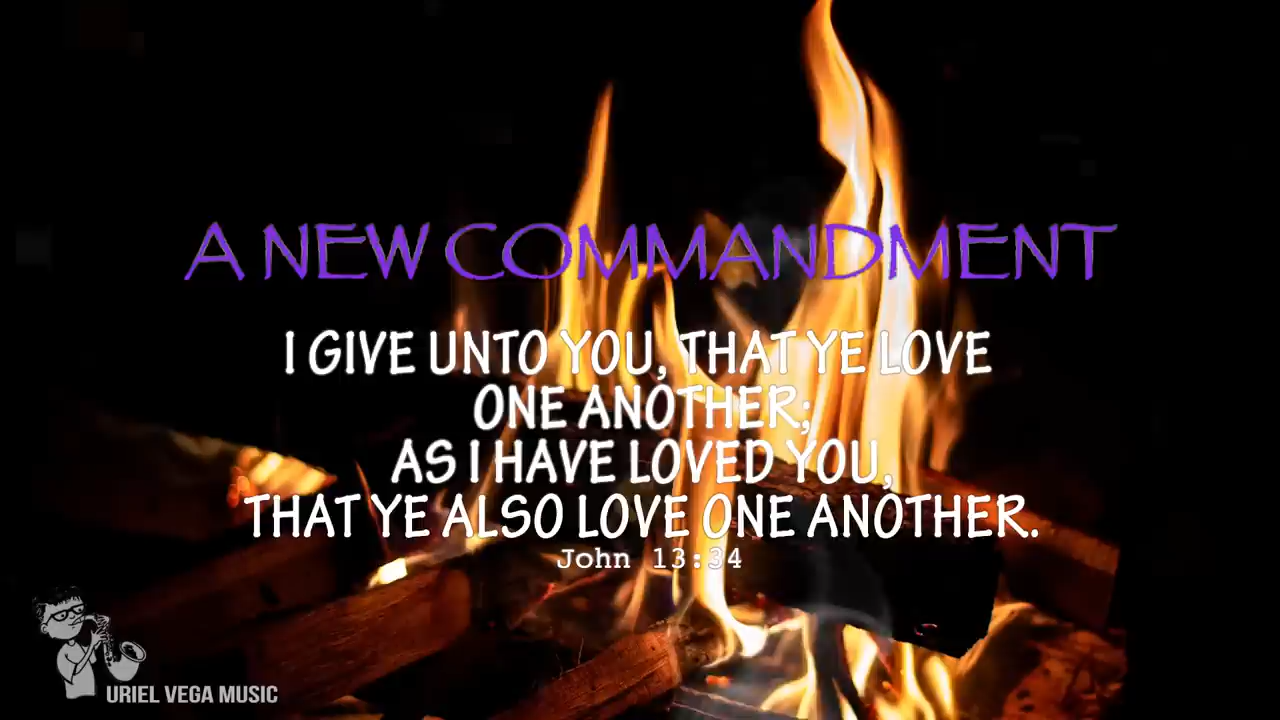 A NEW COMMANDMENT
I GIVE UNTO YOU, THAT YE LOVE
ONE ANOTHER;
AS I HAVE LOVED YOU,
THAT YE ALSO LOVE ONE ANOTHER.
John 13:34
URIEL VEGA MUSIC